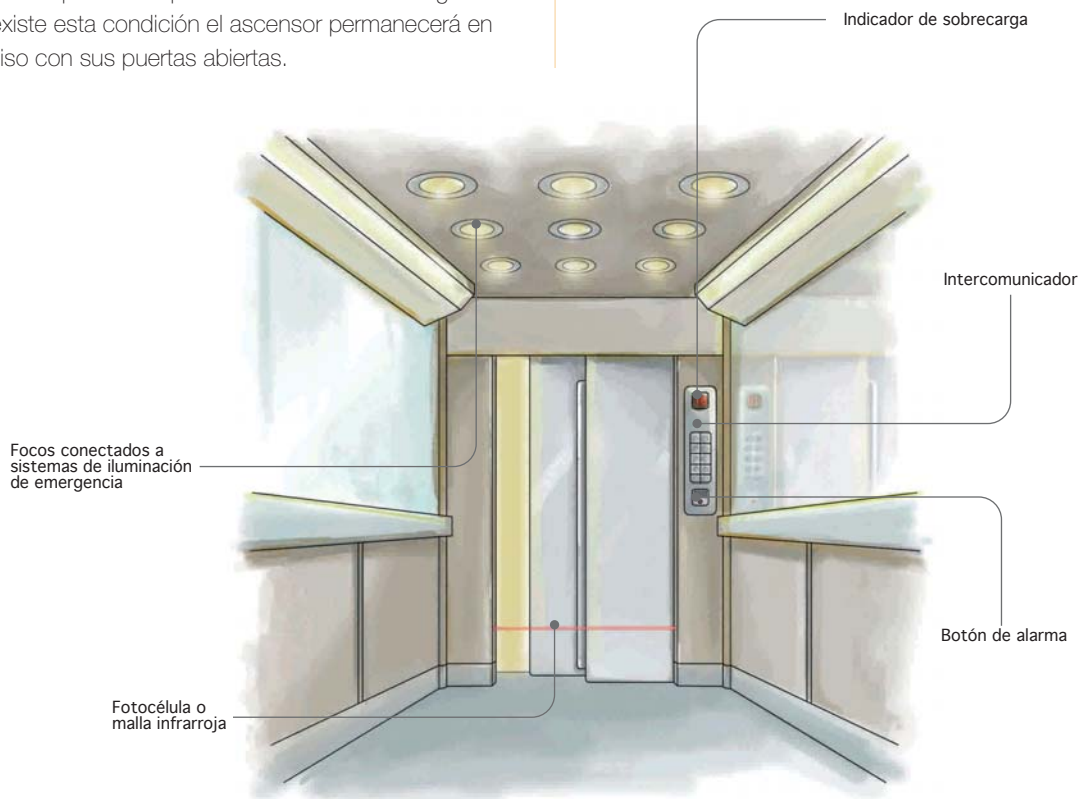 existe esta condición el ascensor permanecerá en
iso con sus puertas abiertas.
Indicador de sobrecarga
Intercomunicador
Focos conectados a
sistemas de iluminación
de emergencia
Botón de alarma
Fotocélula o
malla infrarroja